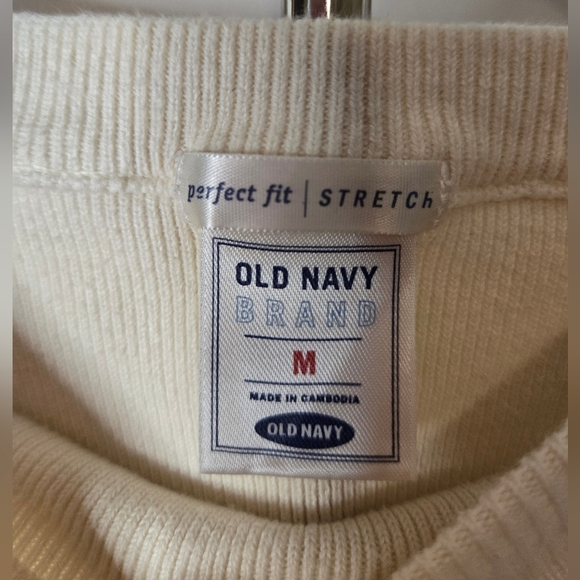 perfect fit | STRETCH
OLD NAVY
BRAND
M
MADE IN CAMBODIA
OLD NAVY